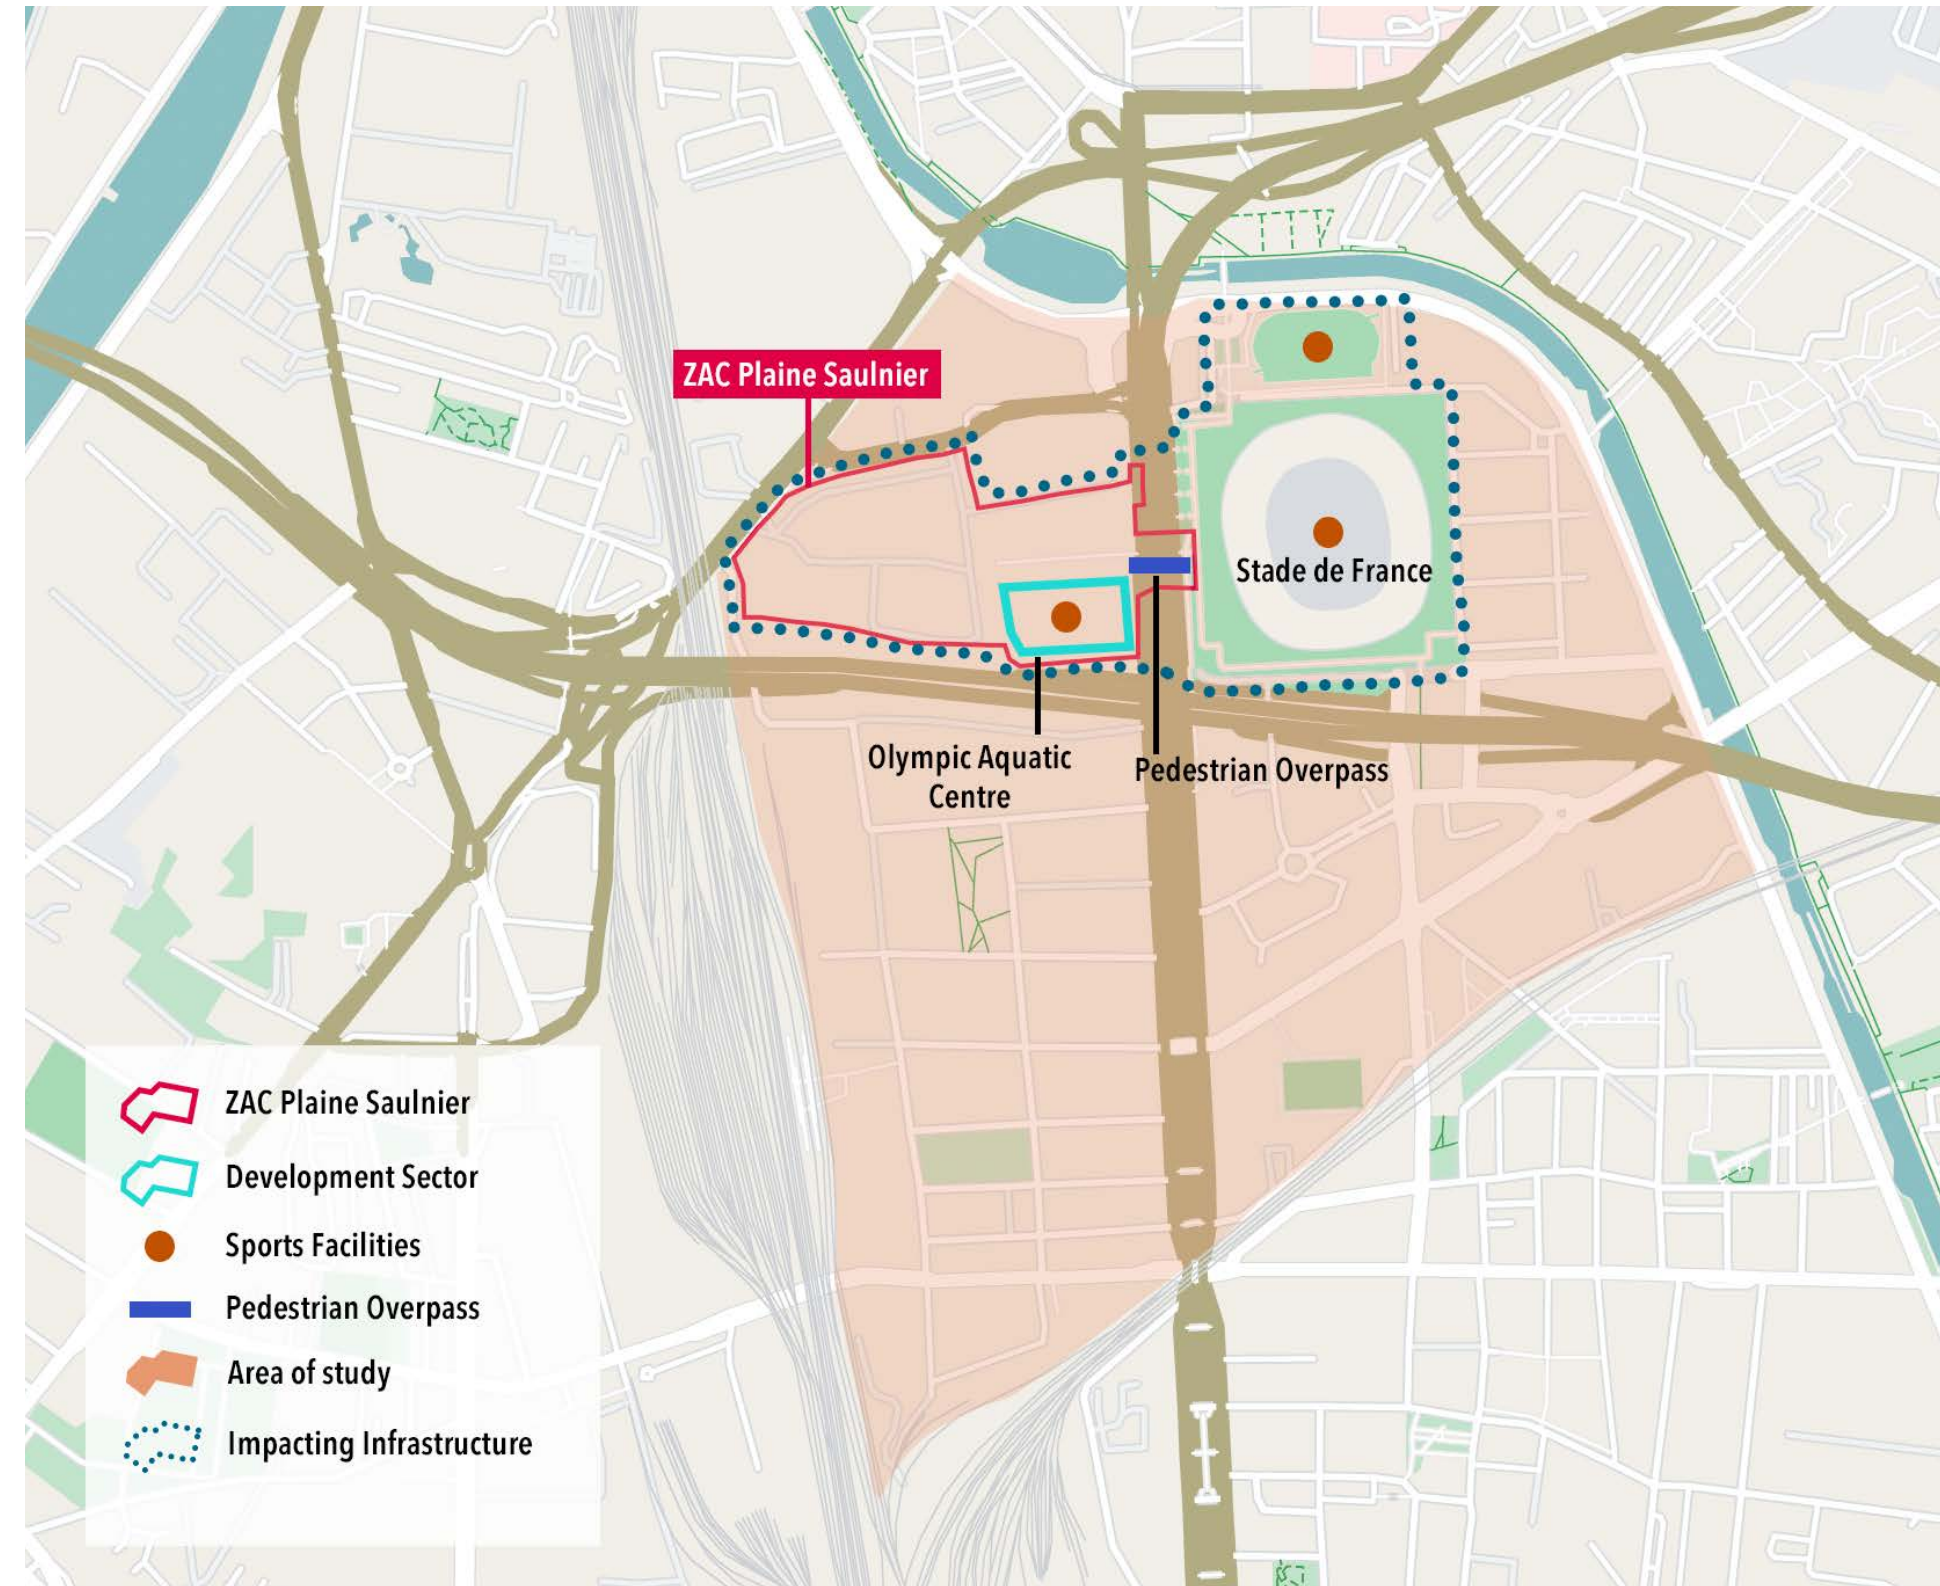 ZAC Plaine Saulnier
Stade de France
Olympic Aquatic
Centre
Pedestrian Overpass
ZAC Plaine Saulnier
Development Sector
Sports Facilities
Pedestrian Overpass
Area of study
Impacting Infrastructure